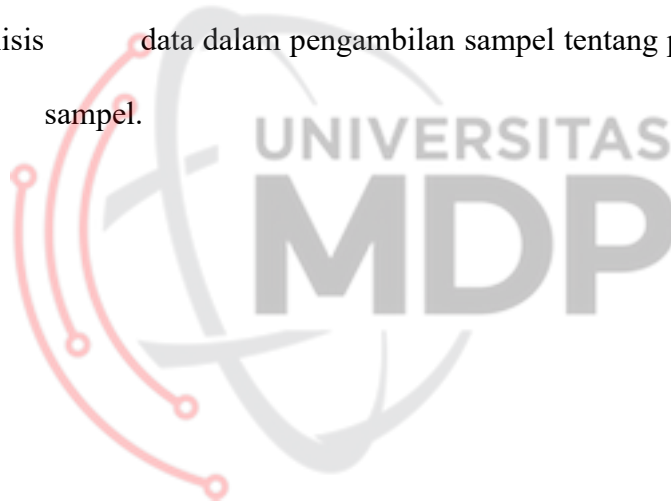 isis data dalam pengambilan sampel tentang
sampel.
UNIVERSITAS
MDP